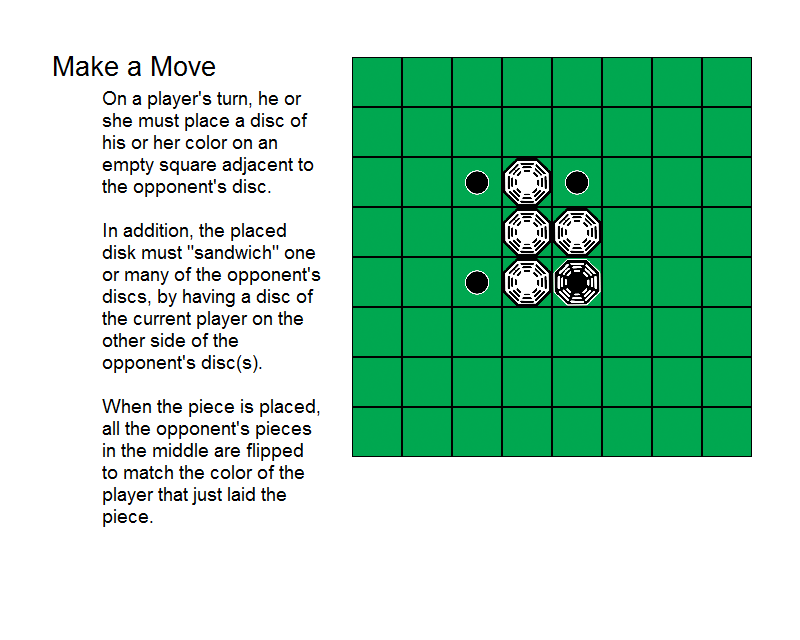 Make a Move
On a player's turn, he or
she must place a disc of
his or her color on an
empty square adjacent to
the opponent's disc.
In addition, the placed
disk must "sandwich" one
or many of the opponent's
discs, by having a disc of
the current player on the
other side of the
opponent's disc(s).
When the piece is placed,
all the opponent's pieces
in the middle are flipped
to match the color of the
player that just laid the
piece.